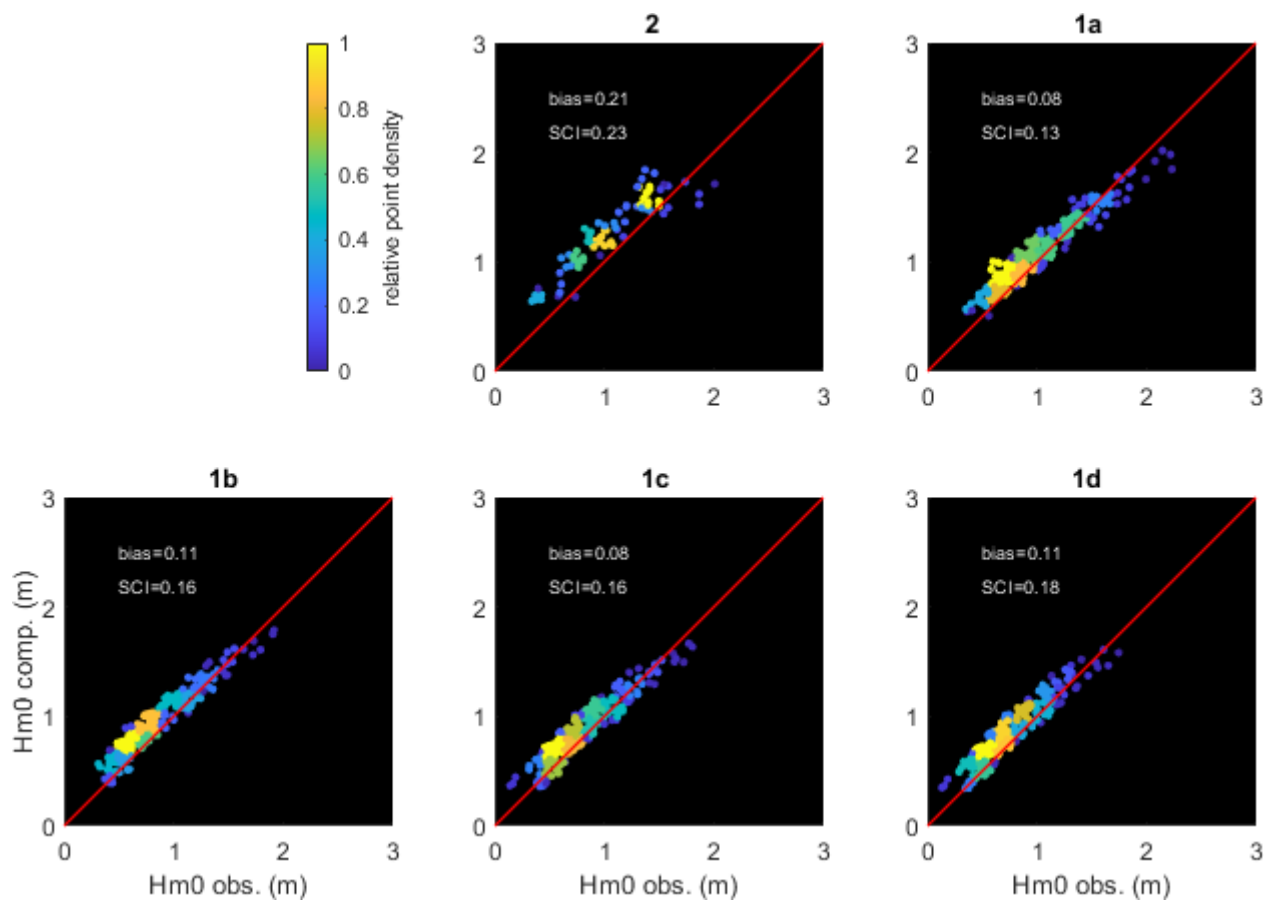 1
0.8
0.6
0.4
0.2
0
relative point density
2
3
2
1
0
bias=0.21
SCI=0.23
0
1
2
3
1a
3
2
1
0
bias=0.08
SCI=0.13
0
1
2
3
1b
3
2
1
0
Hm0 comp. (m)
bias=0.11
SCI=0.16
0
1
2
3
Hm0 obs. (m)
1c
3
2
1
0
bias=0.08
SCI=0.16
0
1
2
3
Hm0 obs. (m)
1d
3
2
1
0
bias=0.11
SCI=0.18
0
1
2
3
Hm0 obs. (m)